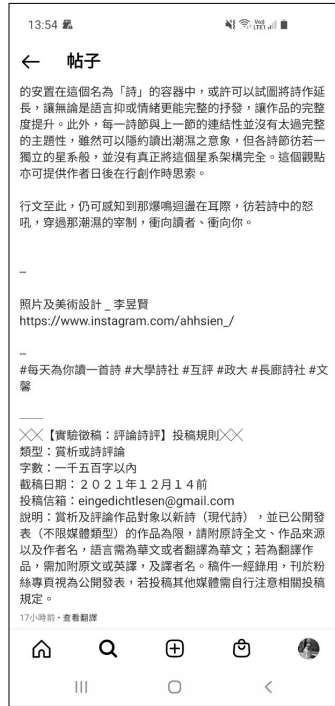 13:54
帖子
的安置在這個名為「詩」的容器中，或許可以試圖將詩作延
長，讓無論是語言抑或情緒更能完整的抒發，讓作品的完整
度提升。此外，每一詩節與上一節的連結性並沒有太過完整
的主題性，雖然可以隱約讀出潮濕之意象，但各詩節彷若一
獨立的星系般，並沒有真正將這個星系架構完全。這個觀點
亦可提供作者日後在行創作時思索。
行文至此，仍可感知到那爆鳴迴盪在耳際，彷若詩中的怒
吼，穿過那潮濕的宰制，衝向讀者、衝向你。
--
照片及美術設計 _ 李昱賢
https://www.instagram.com/ahhsien_/
--
#每天為你讀一首詩 #大學詩社 #互評 #政大 #長廊詩社 #文
馨
____
╳╳【實驗徵稿：評論詩評】投稿規則╳╳
類型：賞析或詩評論
字數：一千五百字以內
截稿日期：２０２１年１２月１４前
投稿信箱：eingedichtlesen@gmail.com
說明：賞析及評論作品對象以新詩（現代詩），並已公開發
表（不限媒體類型）的作品為限，請附原詩全文、作品來源
以及作者名，語言需為華文或者翻譯為華文；若為翻譯作
品，需加附原文或英譯，及譯者名。稿件一經錄用，刊於粉
絲專頁視為公開發表，若投稿其他媒體需自行注意相關投稿
規定。
17小時前・查看翻譯